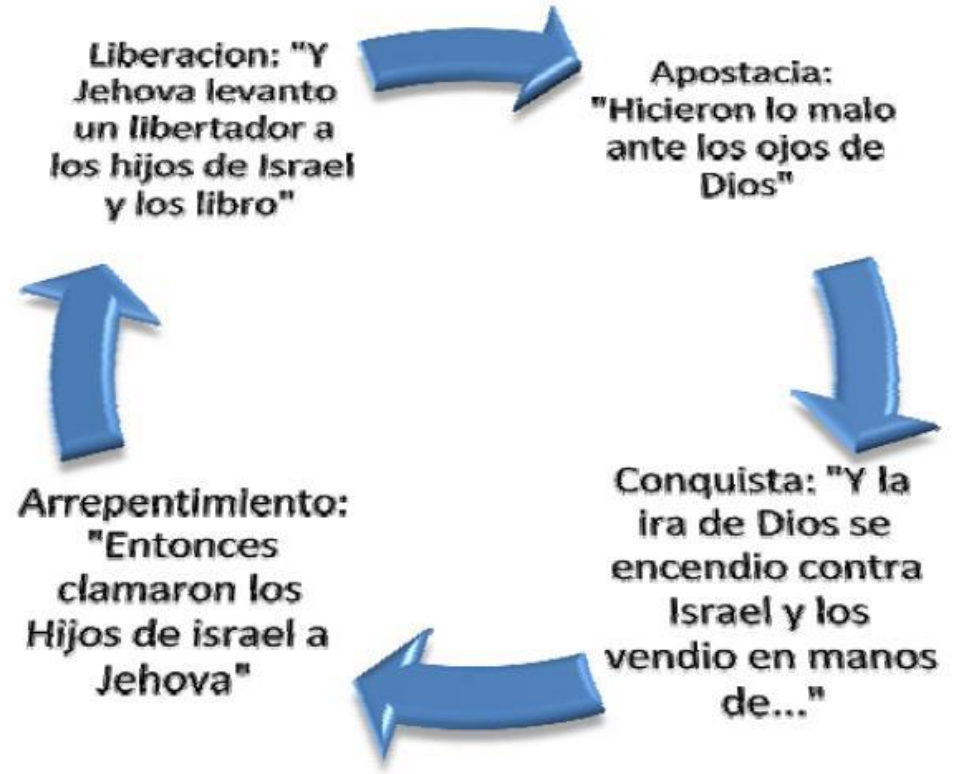 Liberacion: "Y
Jehova levanto
un libertador a
los hijos de Israel
y los libro"
Apostacia:
"Hicieron lo malo
ante los ojos de
Dios"
Conquista: "Y la
ira de Dios se
encendio contra
Israel y los
vendio en manos
de..."
Arrepentimiento:
"Entonces
clamaron los
Hijos de israel a
Jehova"